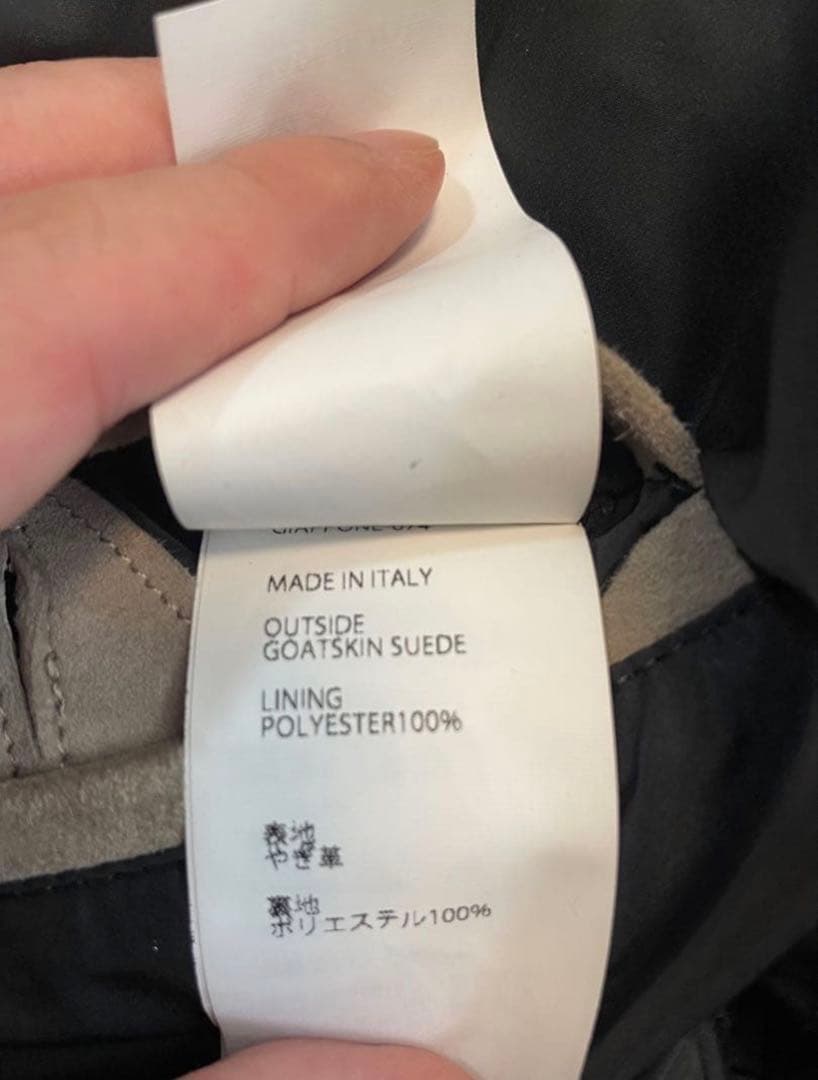 MADE IN ITALY
OUTSIDE
GOATSKIN SUEDE
LINING
POLYESTER100%
表地
やぎ革
裏地
ポリエステル100%